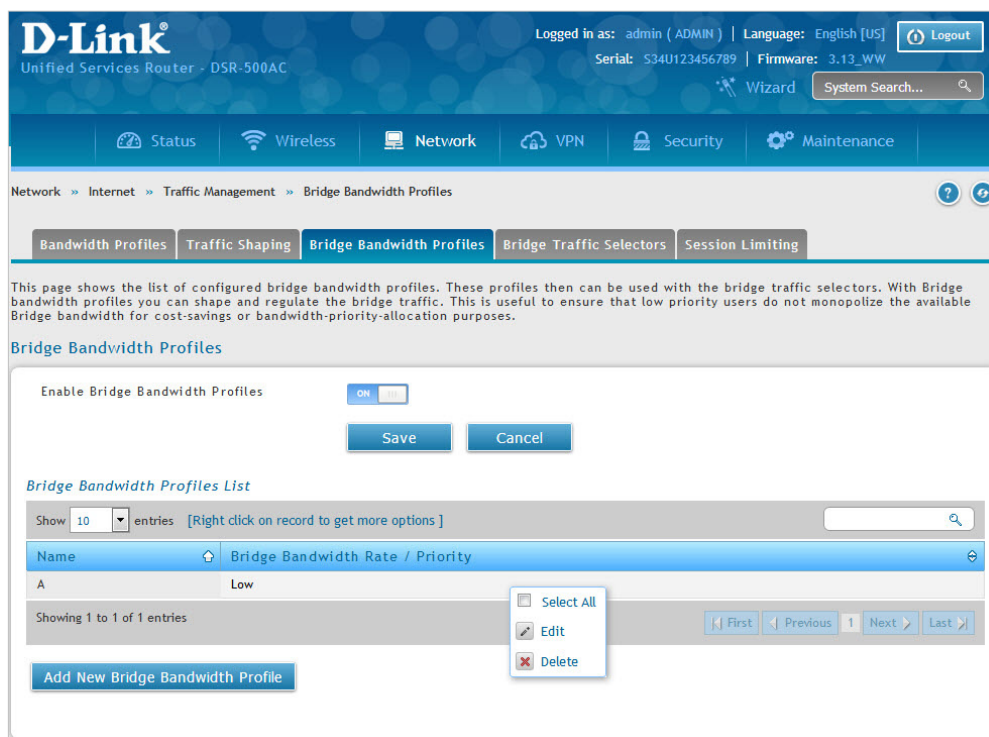 D-Link
Unified Services Router - DSR-500AC
Logged in as: admin ( ADMIN ) | Language: English [US]
Logout
Serial: S34U123456789 | Firmware: 3.13_WW
Wizard
System Search...
Status
Wireless
Network
VPN
Security
Maintenance
Network » Internet » Traffic Management » Bridge Bandwidth Profiles
?
Bandwidth Profiles
Traffic Shaping
Bridge Bandwidth Profiles
Bridge Traffic Selectors
Session Limiting
This page shows the list of configured bridge bandwidth profiles. These profiles then can be used with the bridge traffic selectors. With Bridge
bandwidth profiles you can shape and regulate the bridge traffic. This is useful to ensure that low priority users do not monopolize the available
Bridge bandwidth for cost-savings or bandwidth-priority-allocation purposes.
Bridge Bandwidth Profiles
Enable Bridge Bandwidth Profiles
ON
Save
Cancel
Bridge Bandwidth Profiles List
Show 10 entries [Right click on record to get more options ]
Name
Bridge Bandwidth Rate / Priority
A
Low
Select All
Edit
Delete
Showing 1 to 1 of 1 entries
First
Previous
1
Next
Last
Add New Bridge Bandwidth Profile